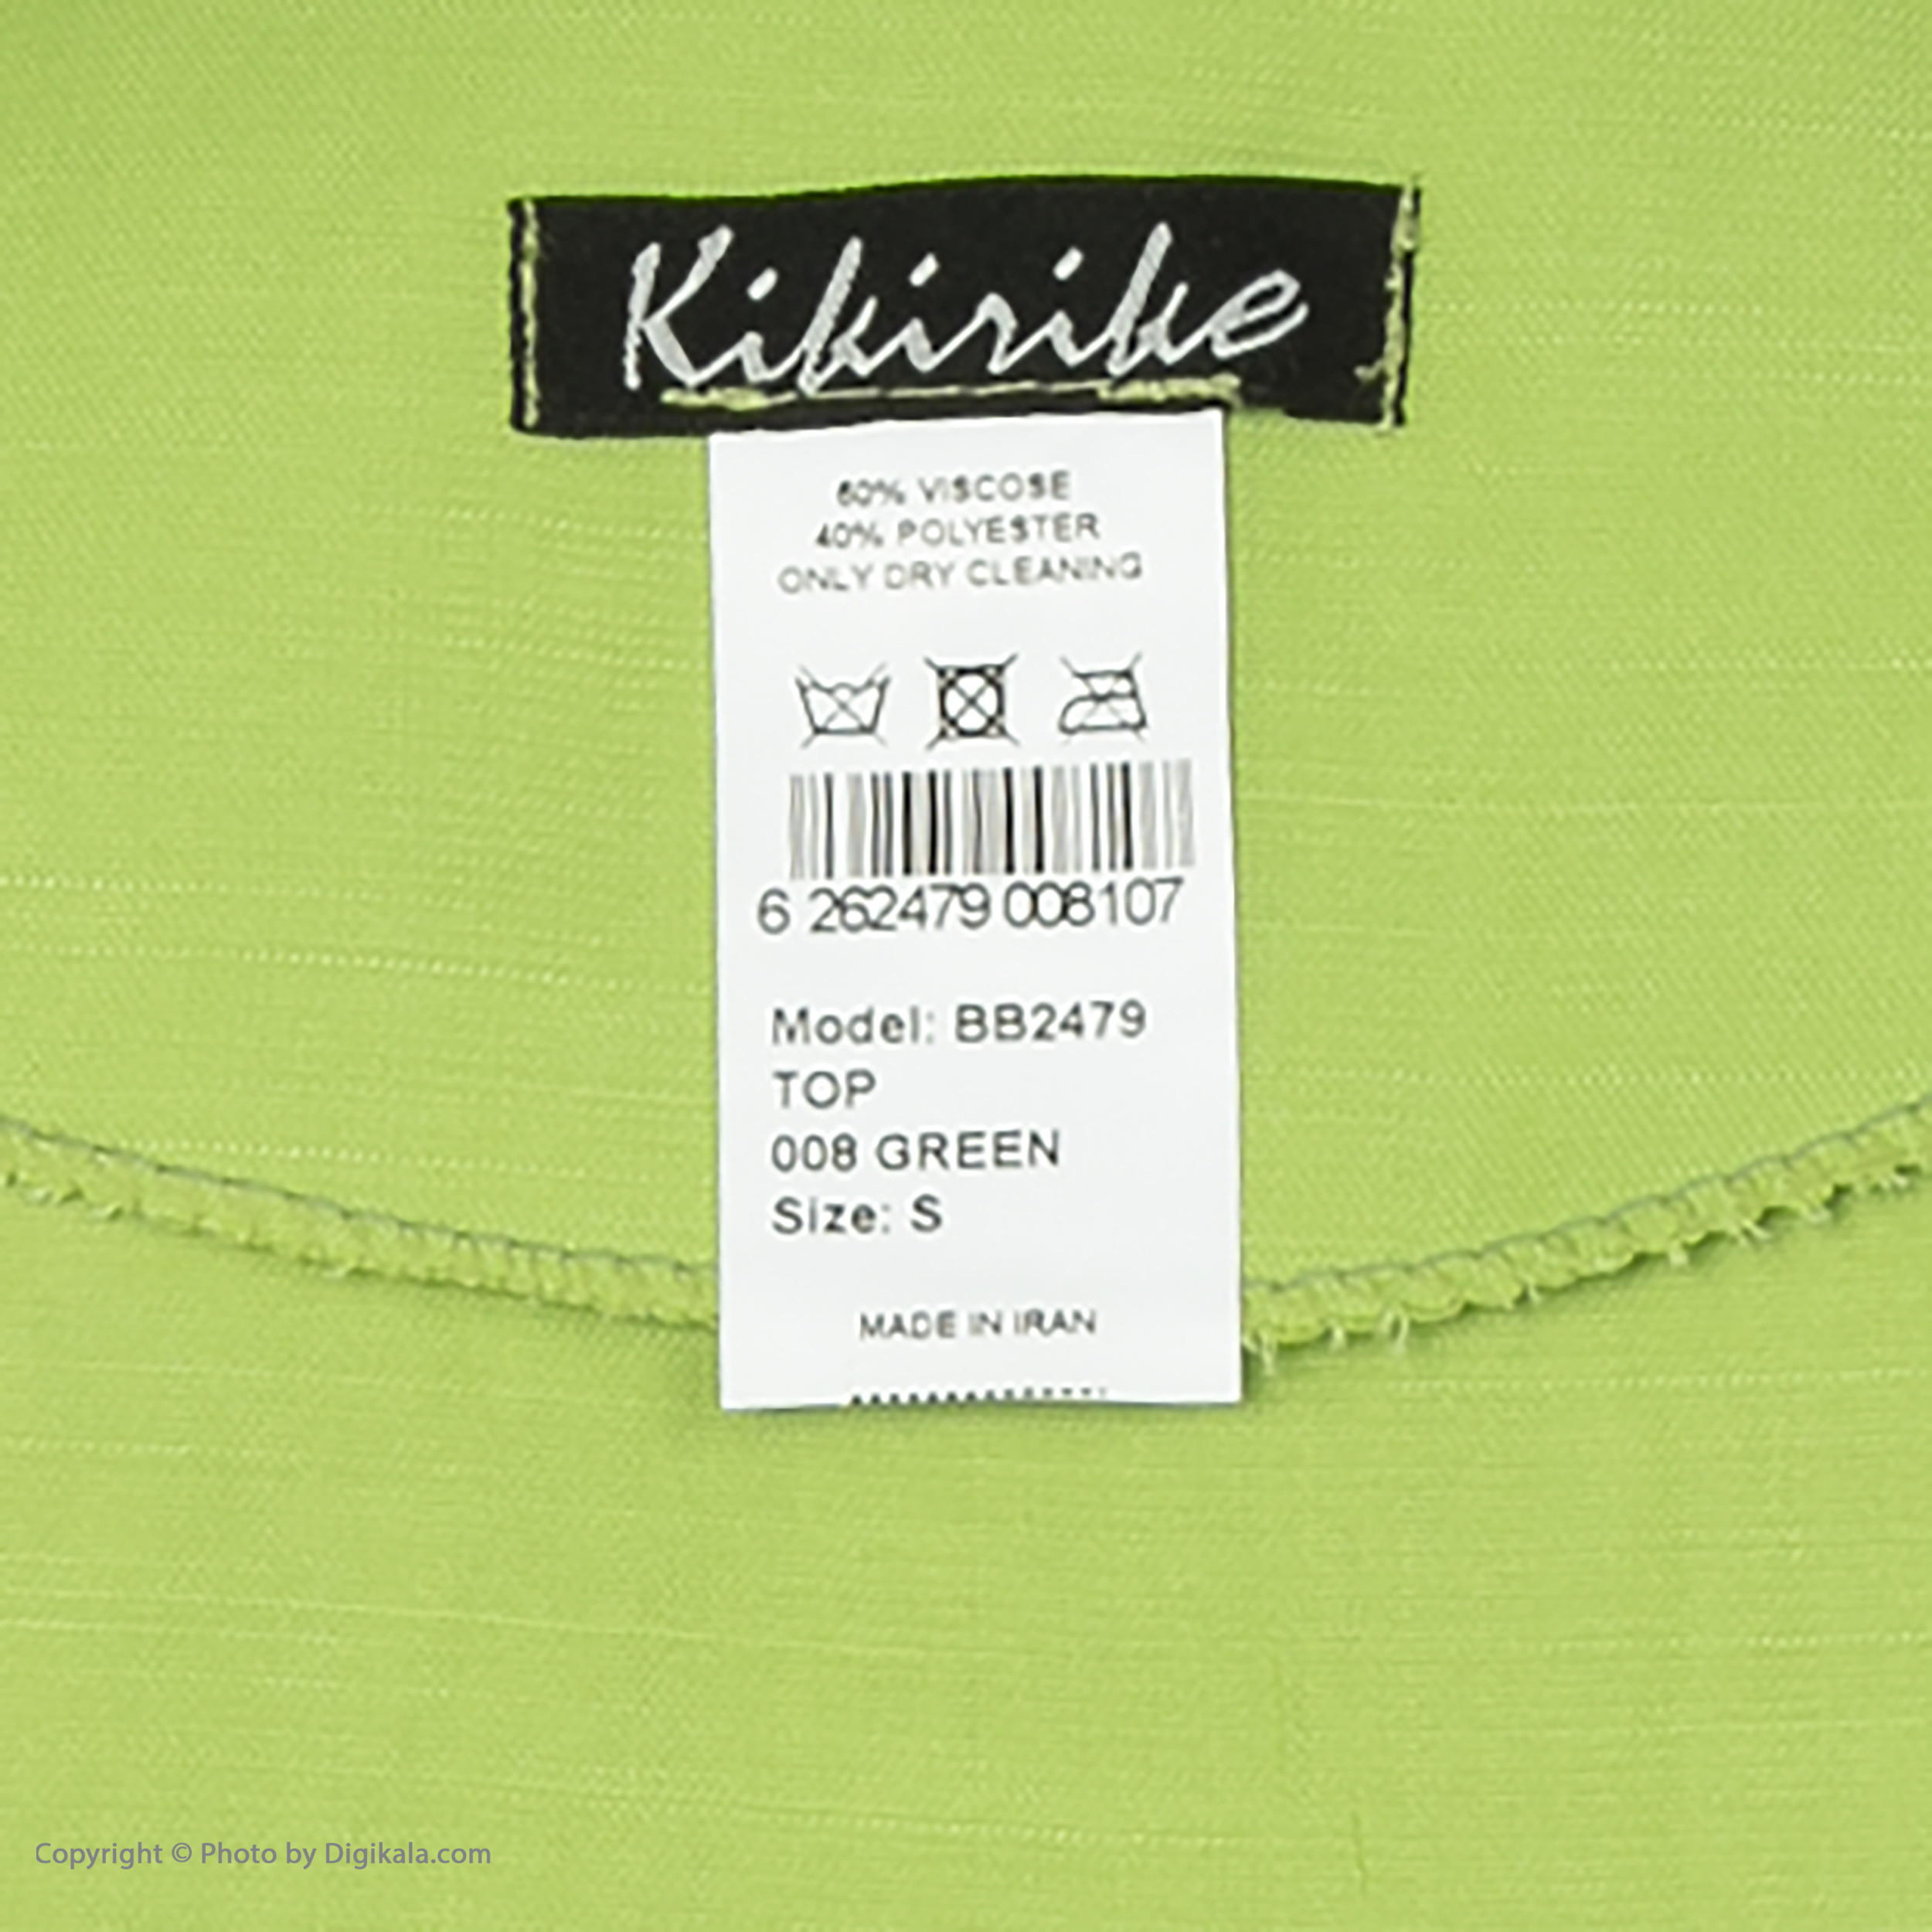 Kikirike
60% VISCOSE
40% POLYESTER
ONLY DRY CLEANING
6 262479 008107
Model: BB2479
TOP
008 GREEN
Size: S
MADE IN IRAN
Copyright © Photo by Digikala.com